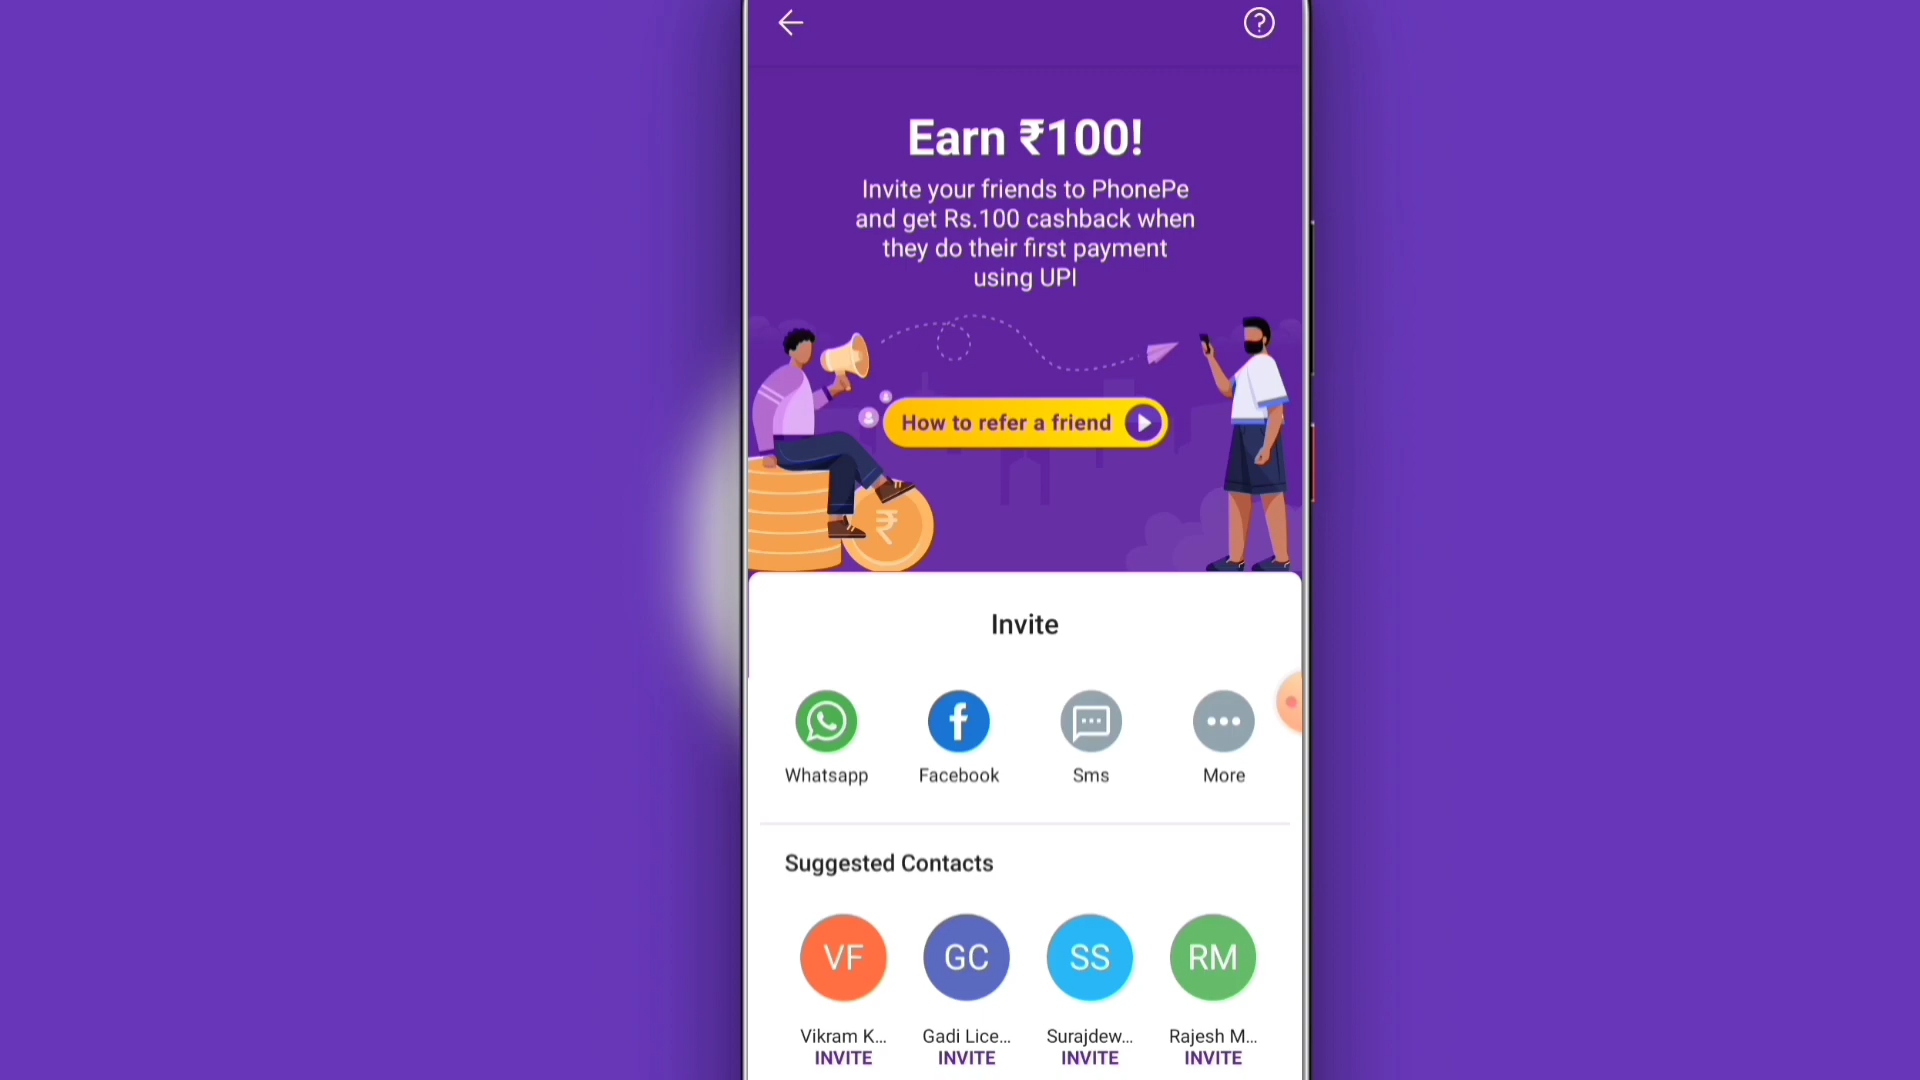 Earn ₹100!
Invite your friends to PhonePe
and get Rs.100 cashback when
they do their first payment
using UPI
How to refer a friend
₹
Invite
Whatsapp Facebook Sms More
Suggested Contacts
VF GC SS RM
Vikram K... Gadi Lice... Surajdew... Rajesh M...
INVITE INVITE INVITE INVITE